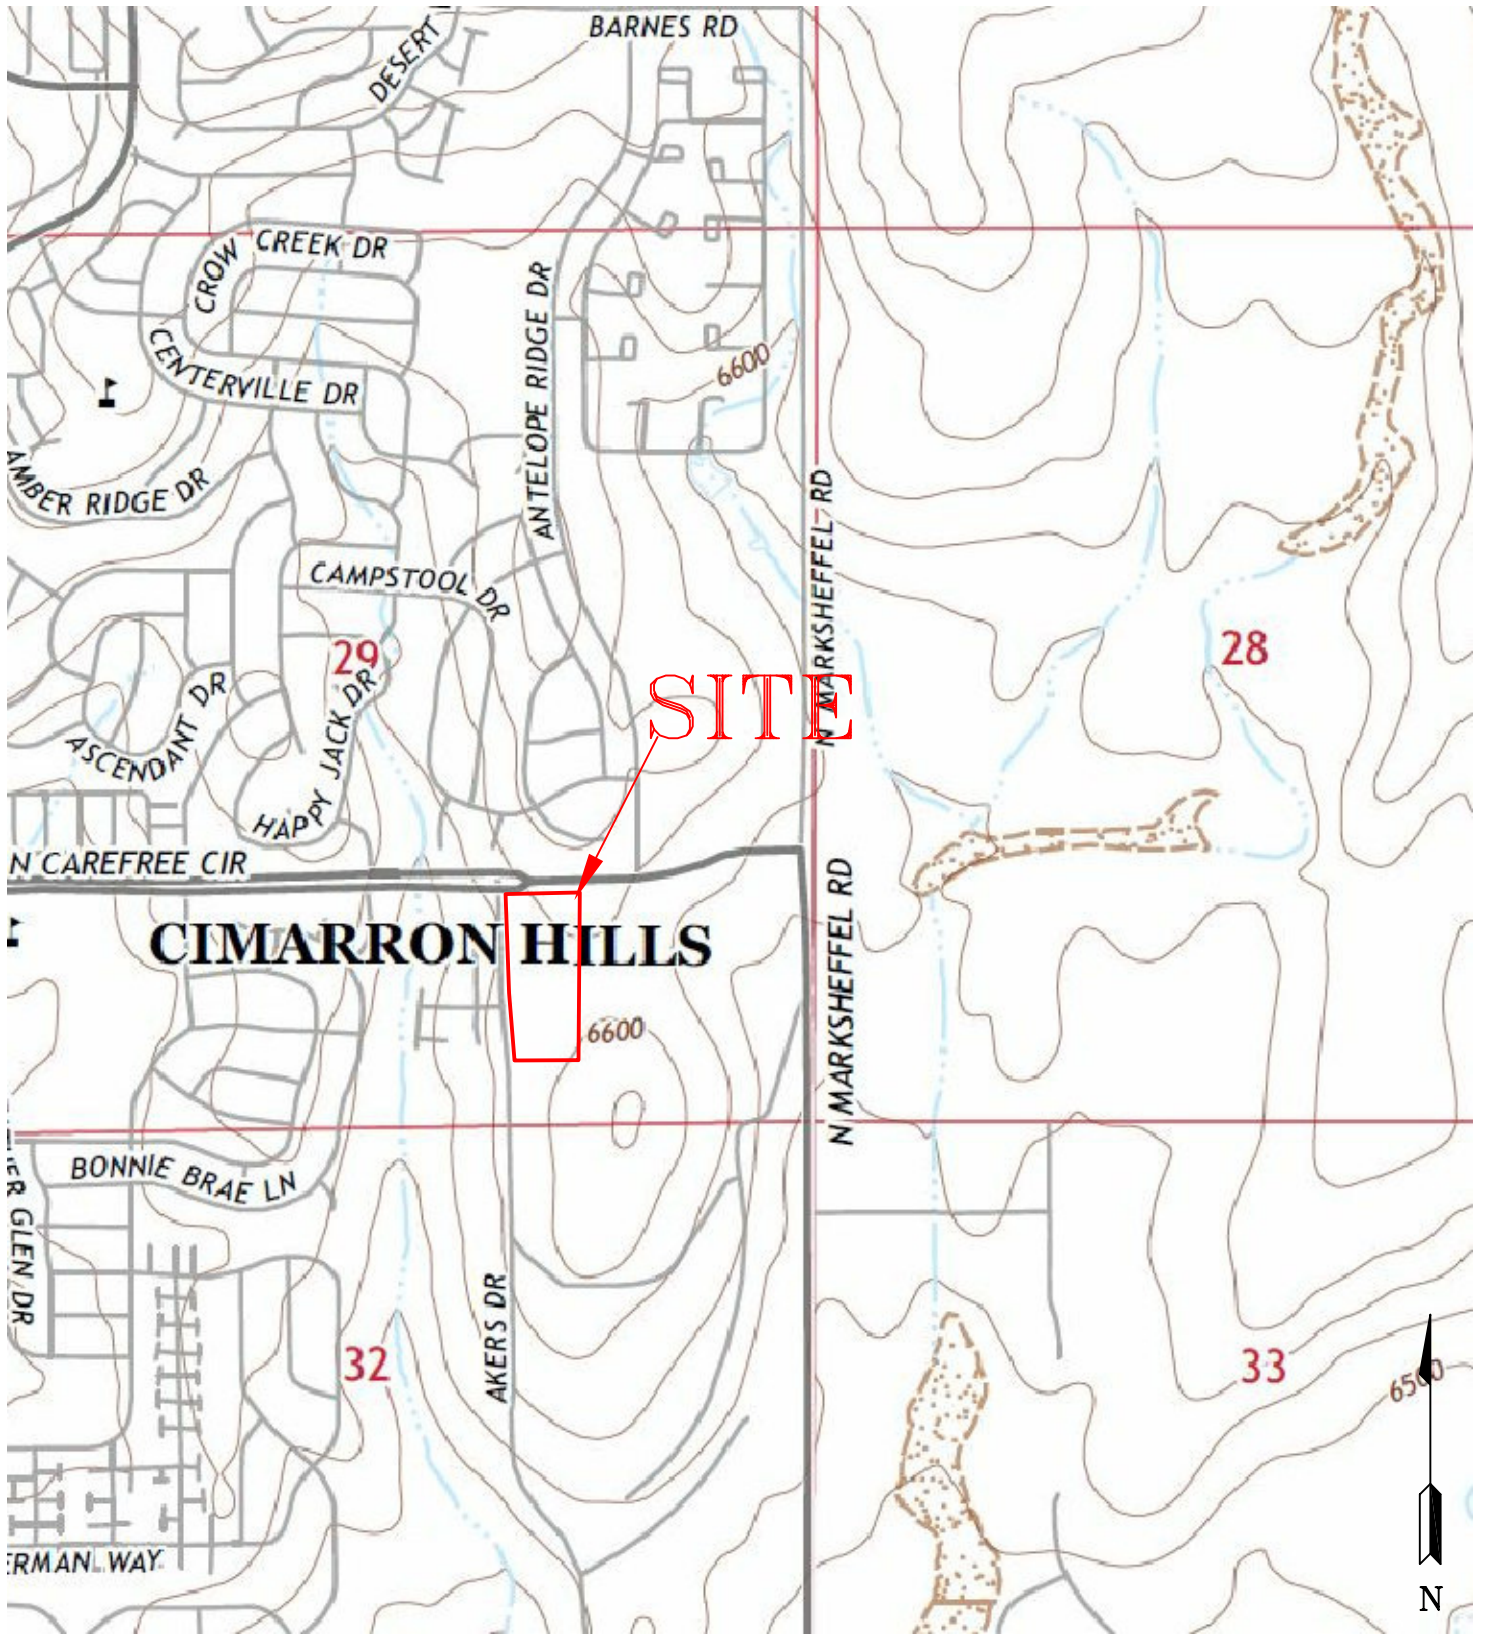 BARNES RD
DESERT
CREEK DR
CROW
ANTELOPE RIDGE DR
CENTERVILLE DR
6600
AMBER RIDGE DR
N MARKSHEFFEL RD
CAMPSTOOL DR
29
28
SITE
ASCENDANT DR
HAPPY JACK DR
N CAREFREE CIR
CIMARRON HILLS
N MARKSHEFFEL RD
6600
BONNIE BRAE LN
GLEN DR
AKERS DR
32
33
6500
ERMAN WAY
N